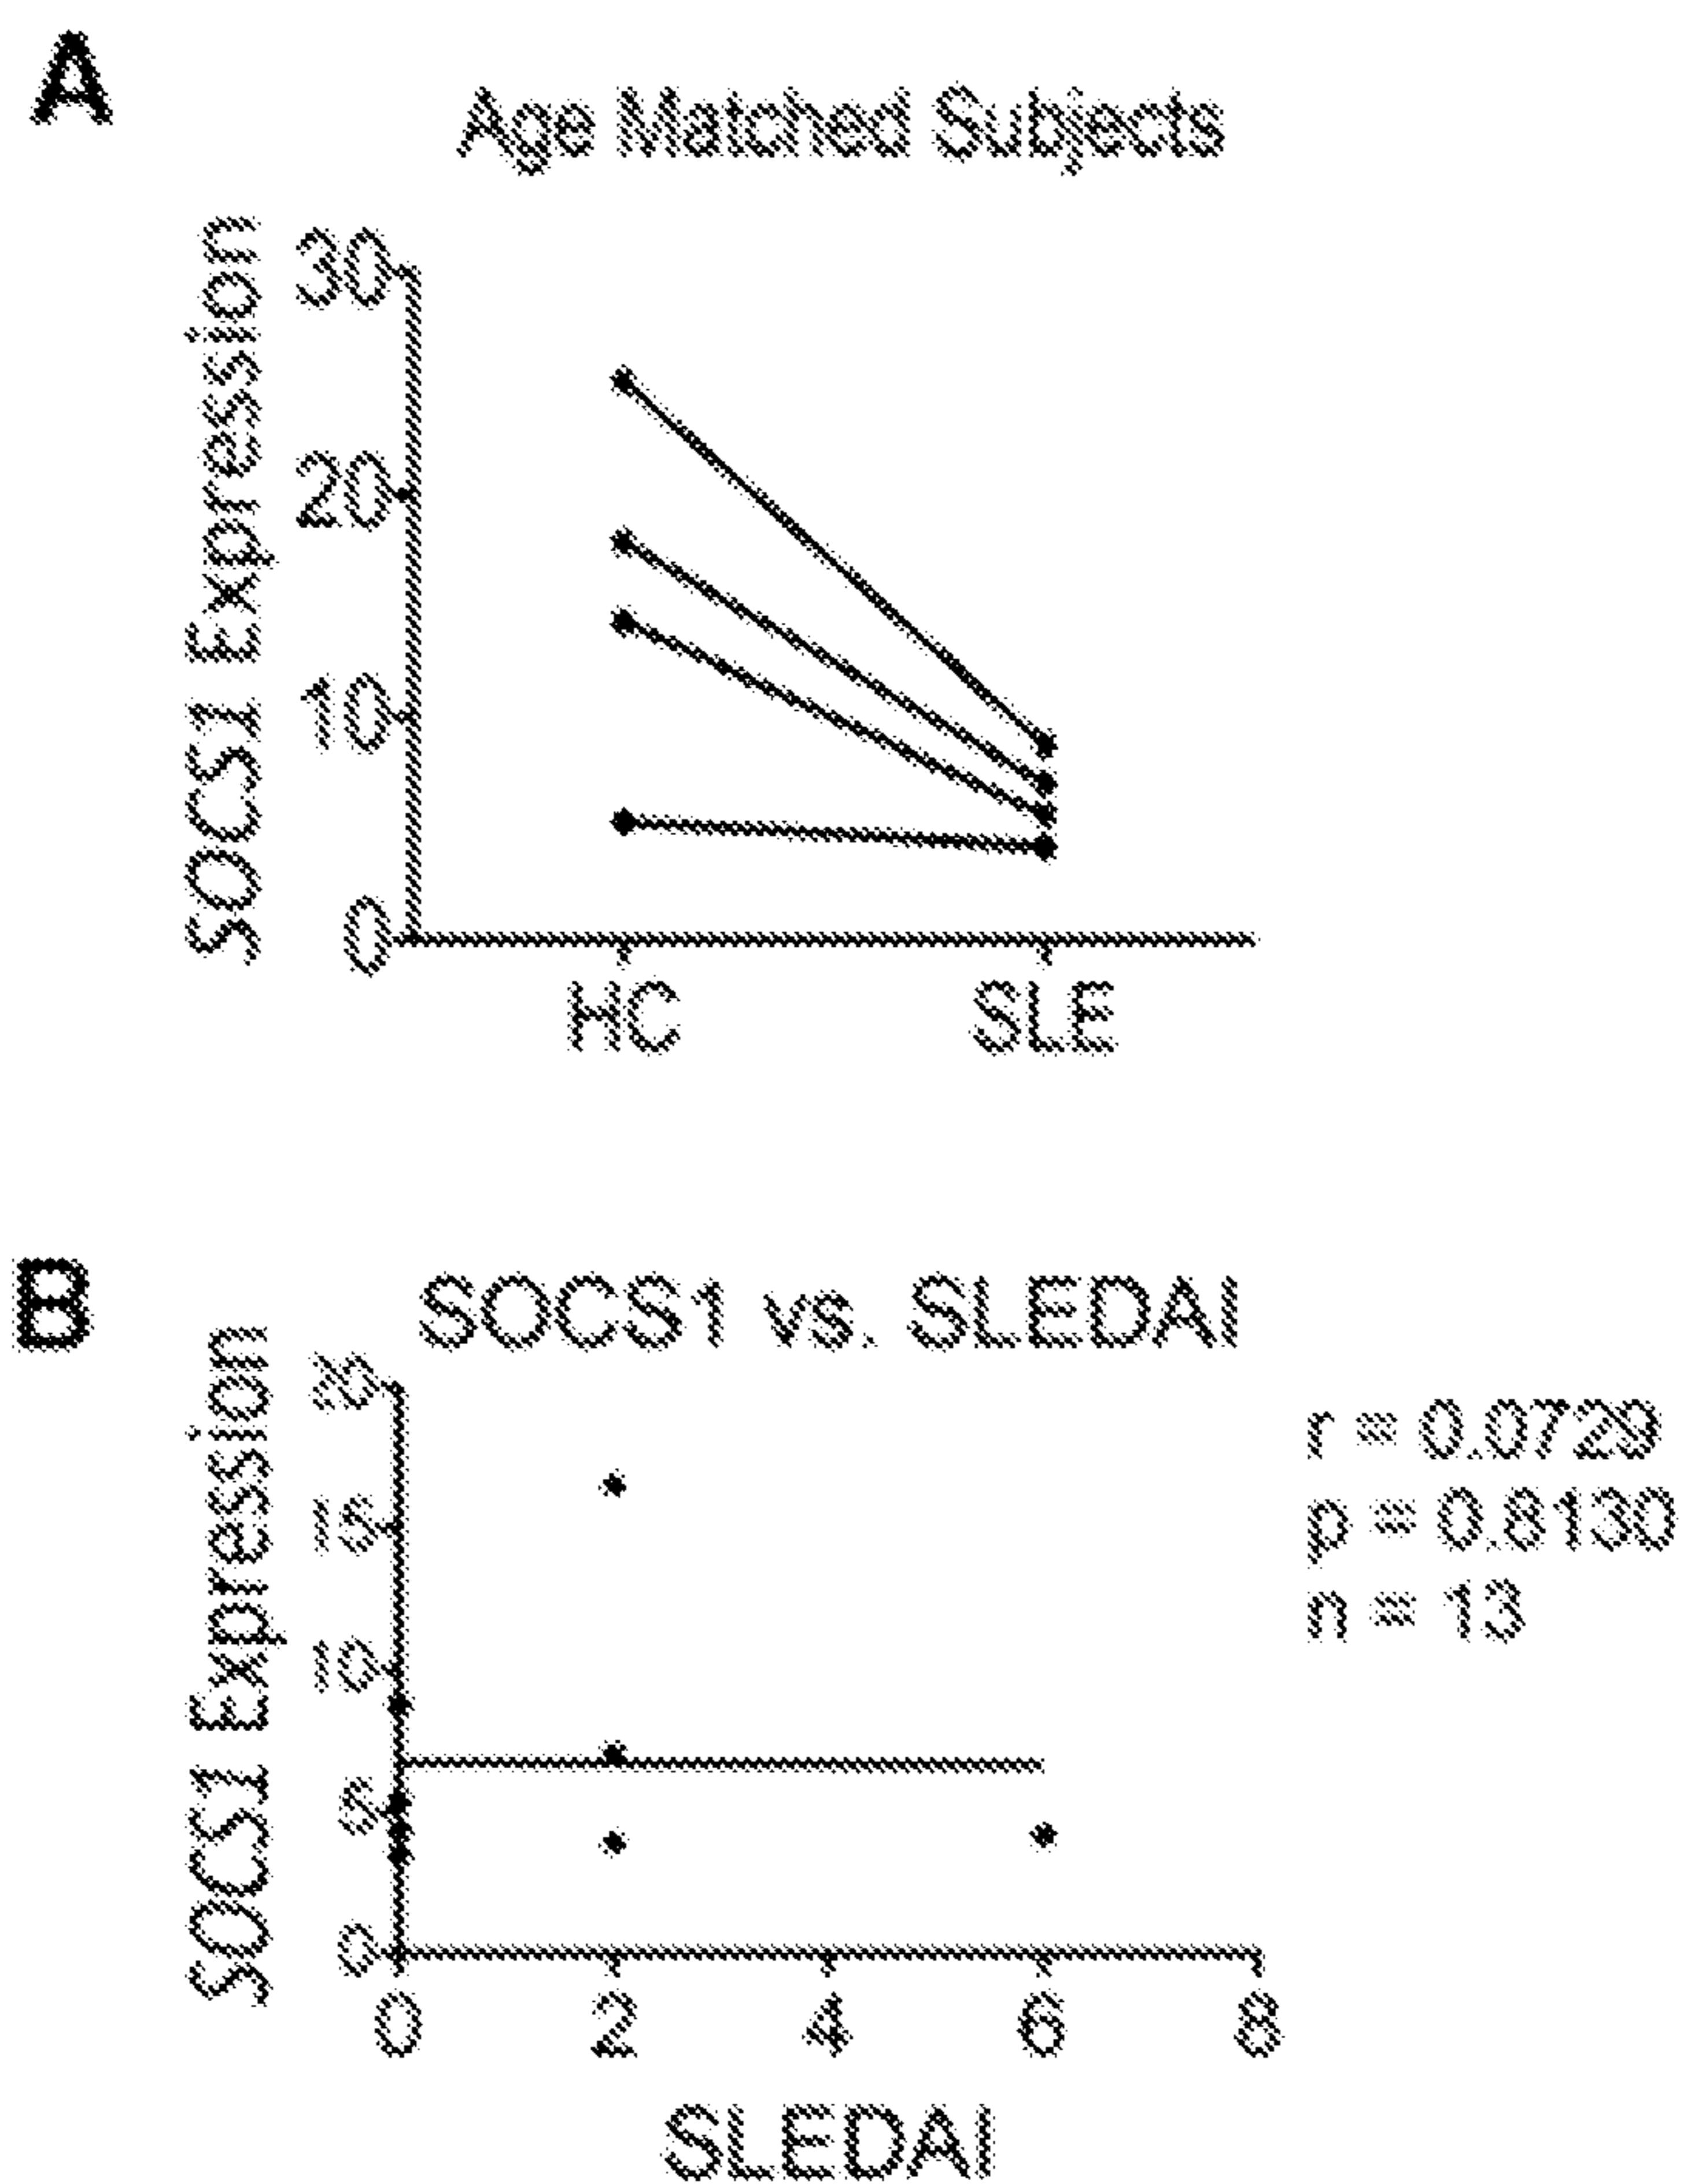 A
Age Matched Subjects
SOCS1 Expression
30
20
10
0
HC
SLE
B
SOCS1 vs. SLEDAI
SOCS1 Expression
20
15
10
5
0
0
2
4
6
8
SLEDAI
r = 0.0729
p = 0.8130
n = 13